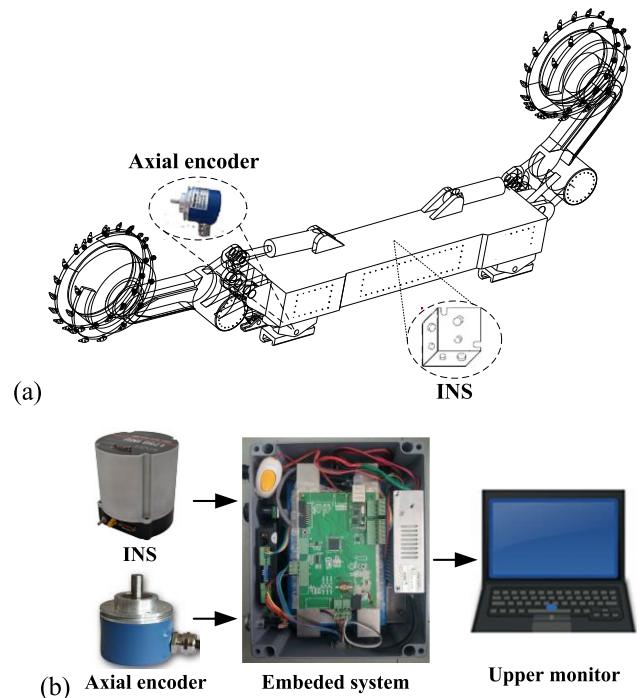 Axial encoder
INS
(a)
INS
Axial encoder
Embeded system
Upper monitor
(b)